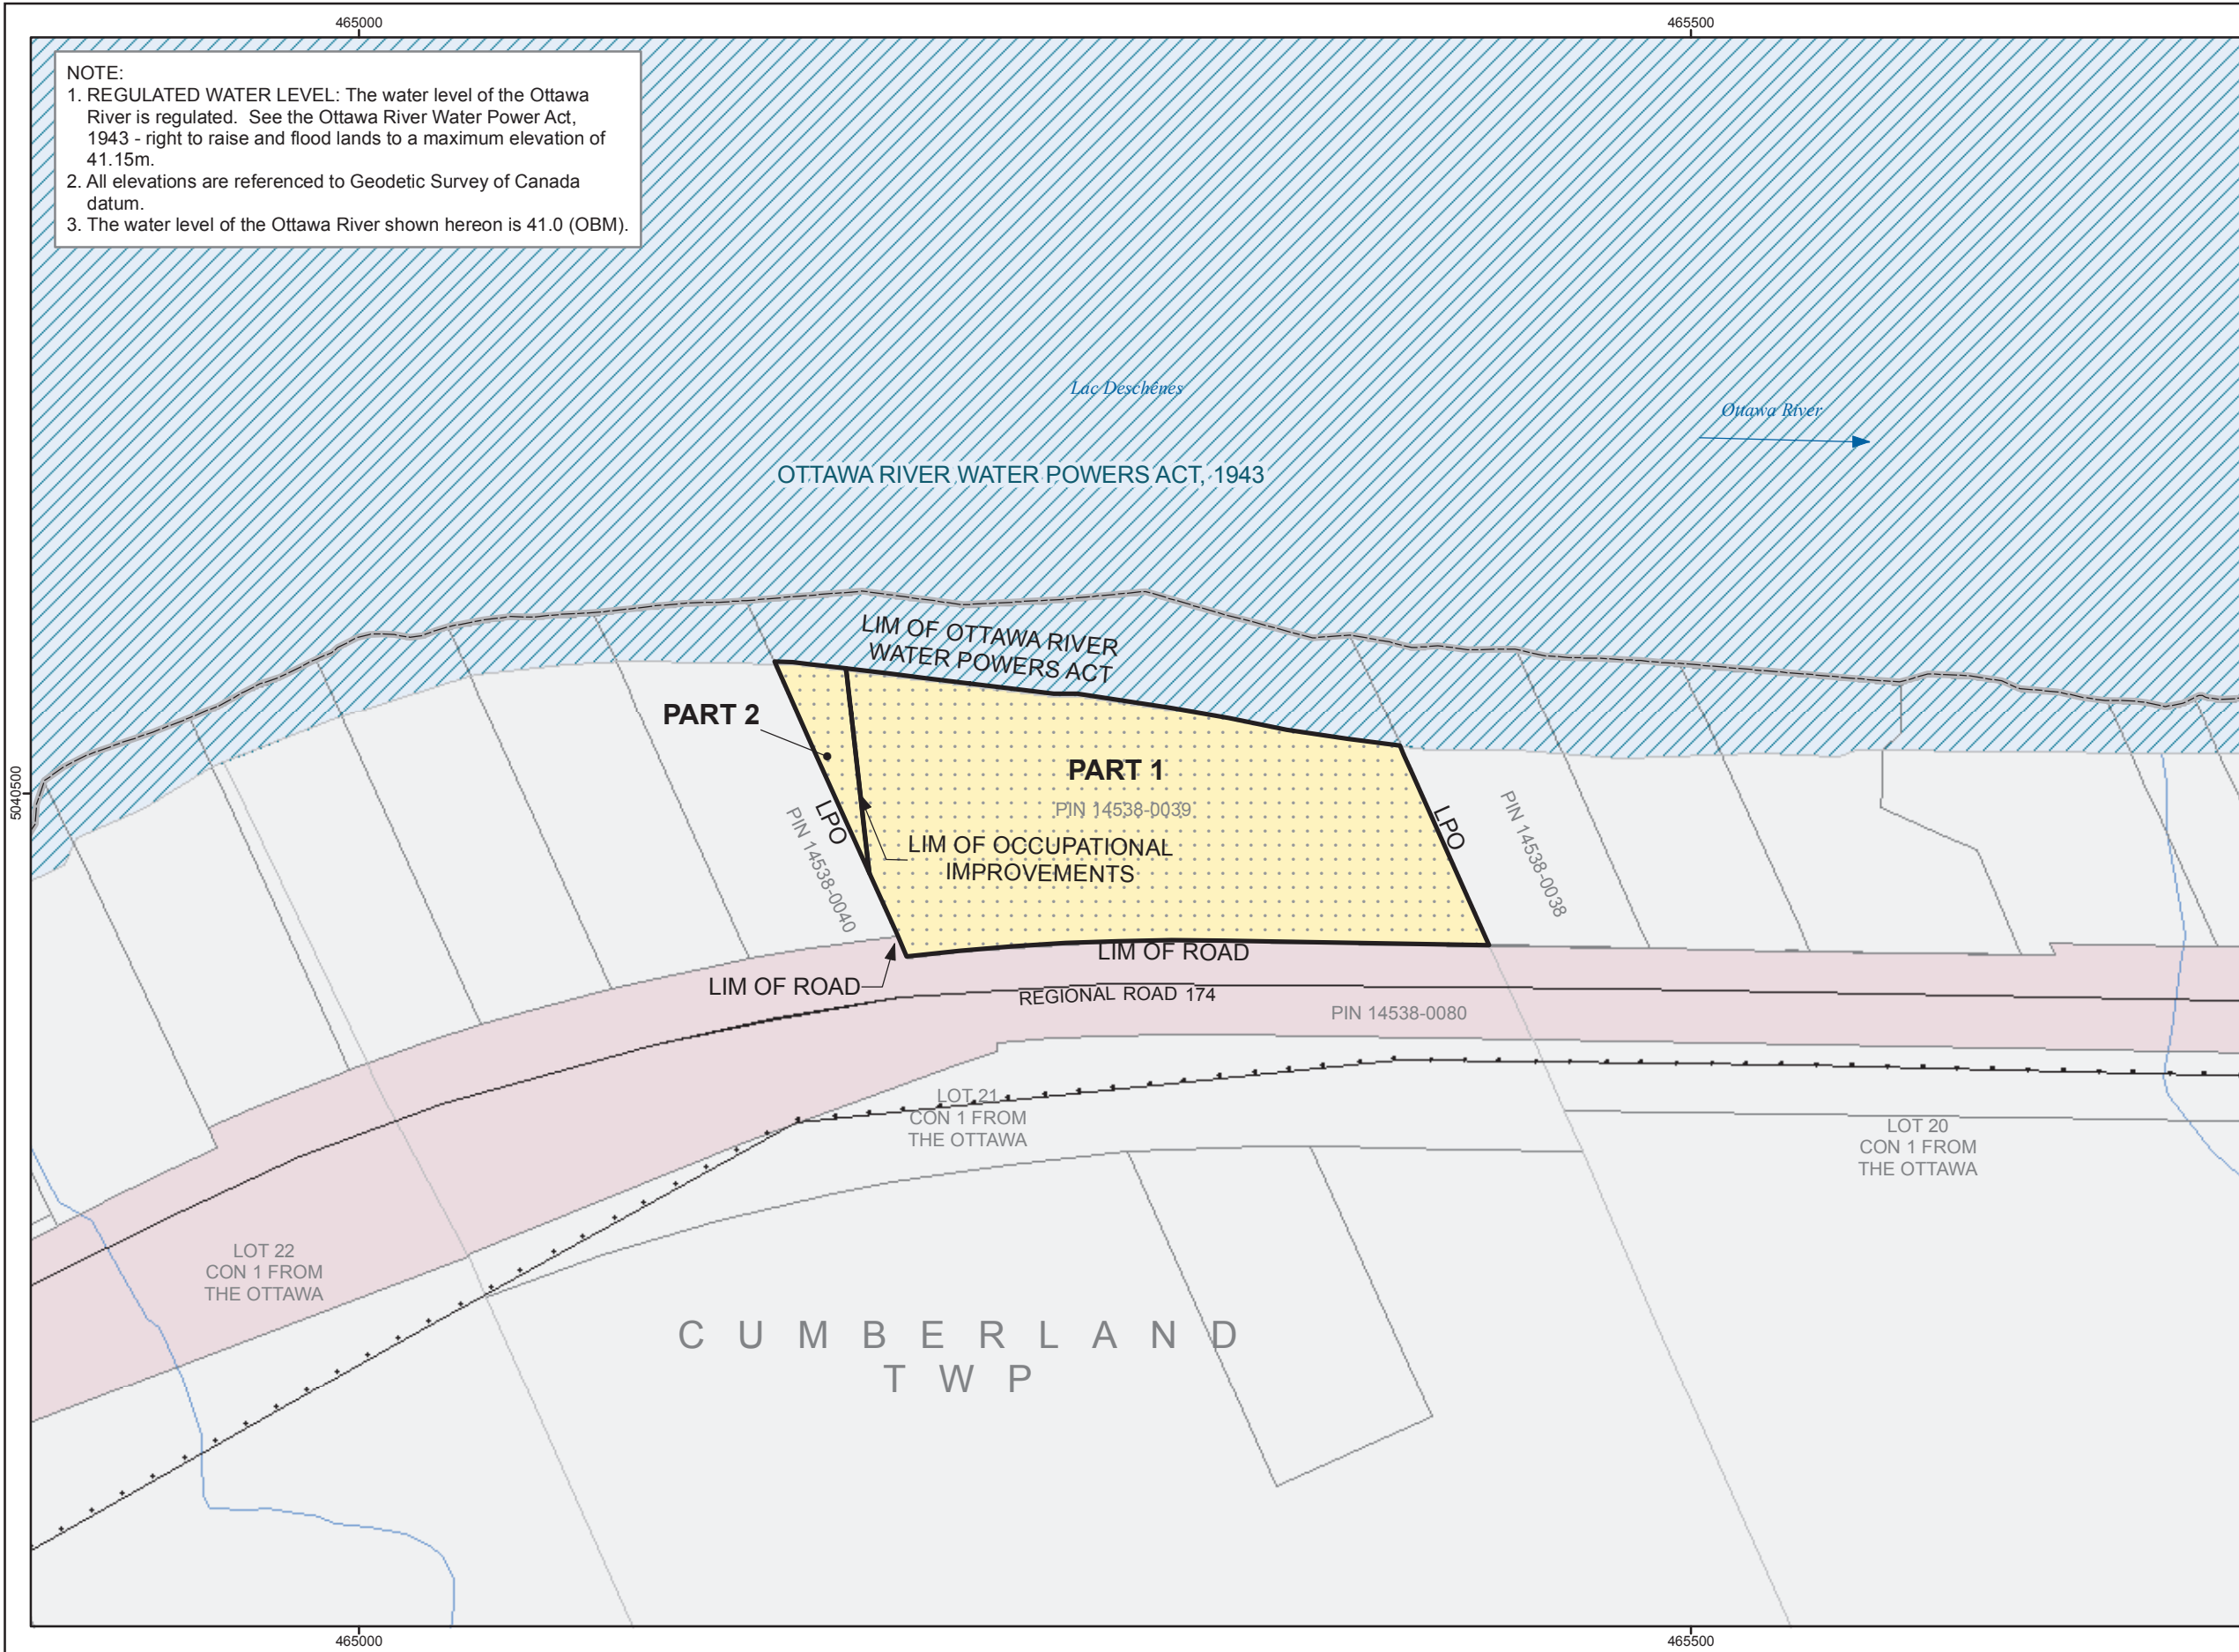 465000
465500
NOTE:
1. REGULATED WATER LEVEL: The water level of the Ottawa
River is regulated. See the Ottawa River Water Power Act,
1943 - right to raise and flood lands to a maximum elevation of
41.15m.
2. All elevations are referenced to Geodetic Survey of Canada
datum.
3. The water level of the Ottawa River shown hereon is 41.0 (OBM).
Lac Deschênes
Ottawa River
OTTAWA RIVER WATER POWERS ACT, 1943
LIM OF OTTAWA RIVER
WATER POWERS ACT
PART 2
PART 1
5040500
PIN 14538-0039
LPO
LPO
PIN 14538-0040
PIN 14538-0038
LIM OF OCCUPATIONAL
IMPROVEMENTS
LIM OF ROAD
LIM OF ROAD
REGIONAL ROAD 174
PIN 14538-0080
LOT 21
CON 1 FROM
THE OTTAWA
LOT 20
CON 1 FROM
THE OTTAWA
LOT 22
CON 1 FROM
THE OTTAWA
CUMBERLAND
TWP
465000
465500